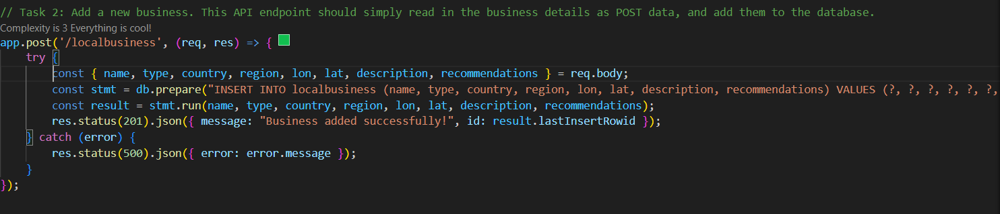 // Task 2: Add a new business. This API endpoint should simply read in the business details as POST data, and add them to the database.
Complexity is 3 Everything is cool!
app.post('/localbusiness', (req, res) => {
    try {
        const { name, type, country, region, lon, lat, description, recommendations } = req.body;
        const stmt = db.prepare("INSERT INTO localbusiness (name, type, country, region, lon, lat, description, recommendations) VALUES (?, ?, ?, ?, ?, ?,
        const result = stmt.run(name, type, country, region, lon, lat, description, recommendations);
        res.status(201).json({ message: "Business added successfully!", id: result.lastInsertRowid });
    } catch (error) {
        res.status(500).json({ error: error.message });
    }
});